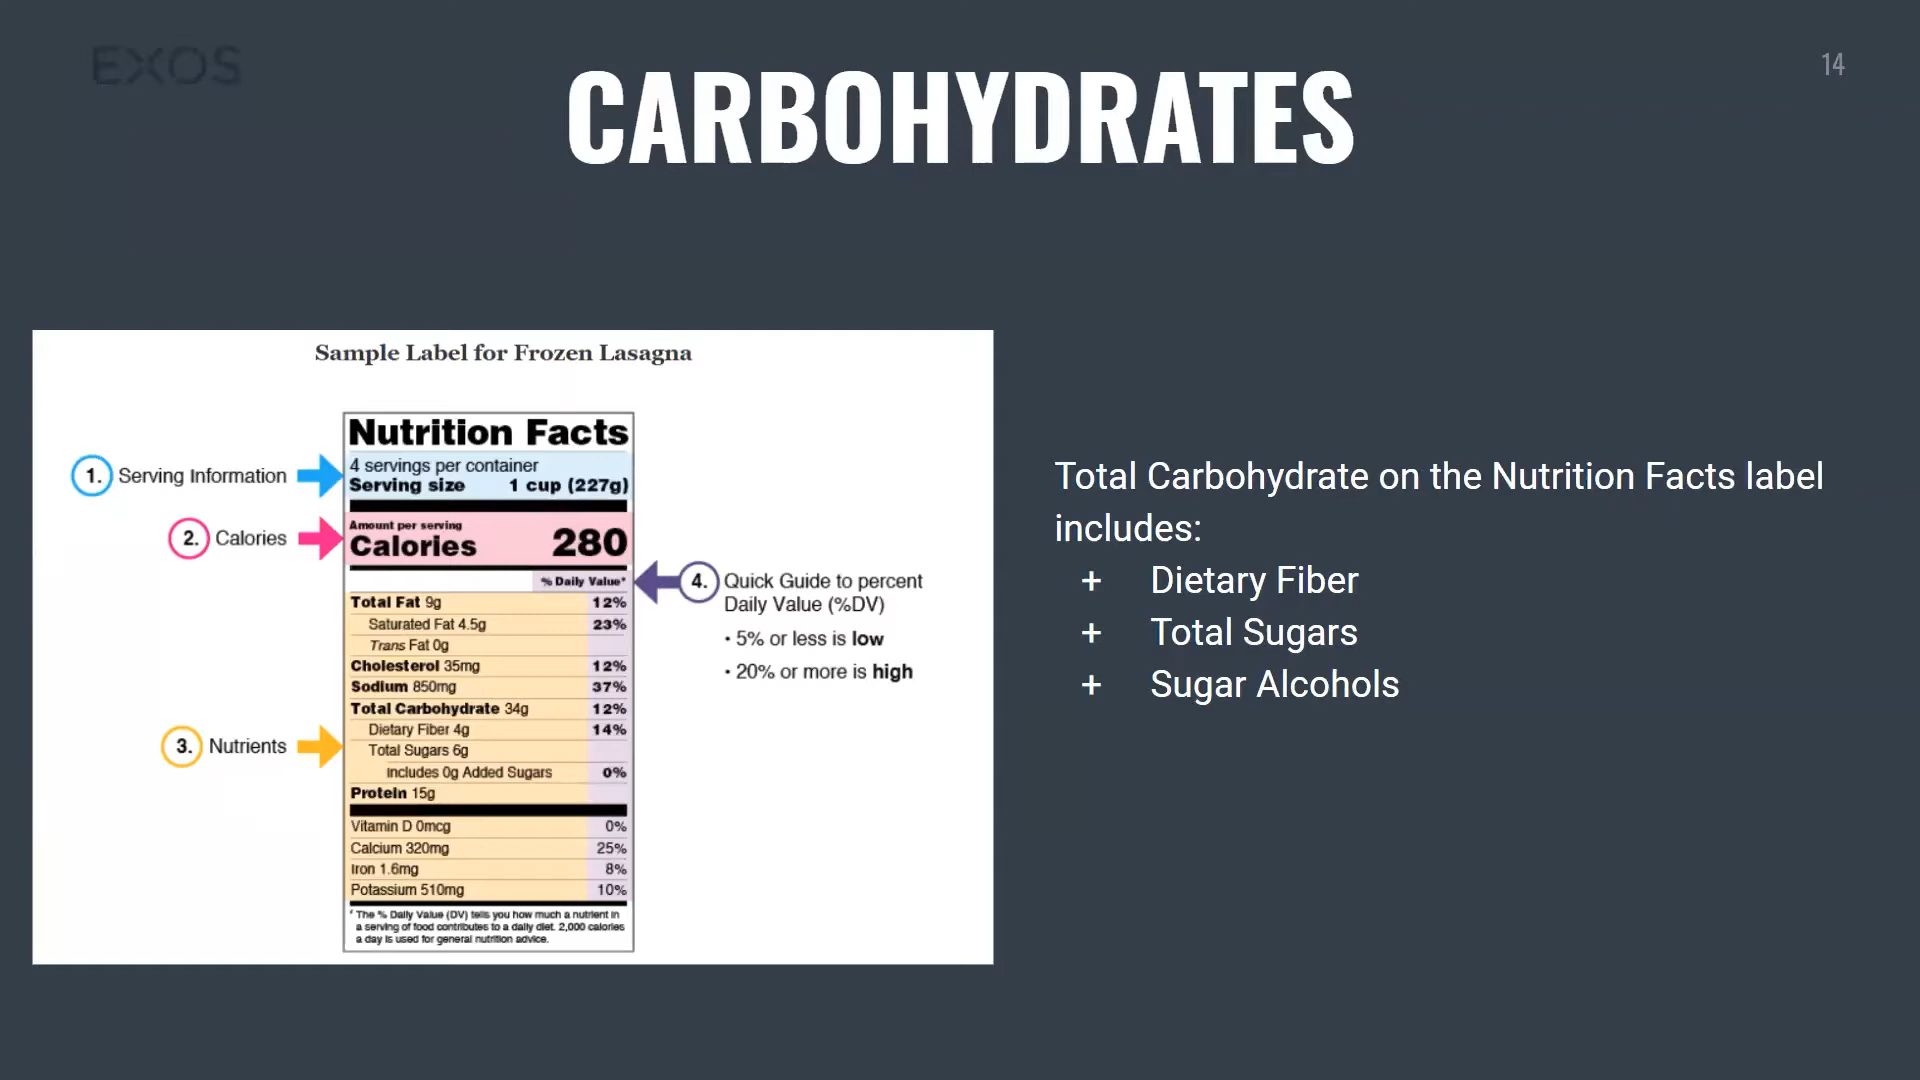 EXOS
14
CARBOHYDRATES
Sample Label for Frozen Lasagna
Nutrition Facts
4 servings per container
Serving size 1 cup (227g)
1. Serving Information
Amount per serving
Calories 280
2. Calories
% Daily Value*
4. Quick Guide to percent
Daily Value (%DV)
• 5% or less is low
• 20% or more is high
Total Fat 9g 12%
Saturated Fat 4.5g 23%
Trans Fat 0g
Cholesterol 35mg 12%
Sodium 850mg 37%
Total Carbohydrate 34g 12%
Dietary Fiber 4g 14%
Total Sugars 6g
Includes 0g Added Sugars 0%
Protein 15g
3. Nutrients
Vitamin D 0mcg 0%
Calcium 320mg 25%
Iron 1.6mg 8%
Potassium 510mg 10%
* The % Daily Value (DV) tells you how much a nutrient in
a serving of food contributes to a daily diet. 2,000 calories
a day is used for general nutrition advice.
Total Carbohydrate on the Nutrition Facts label
includes:
+ Dietary Fiber
+ Total Sugars
+ Sugar Alcohols